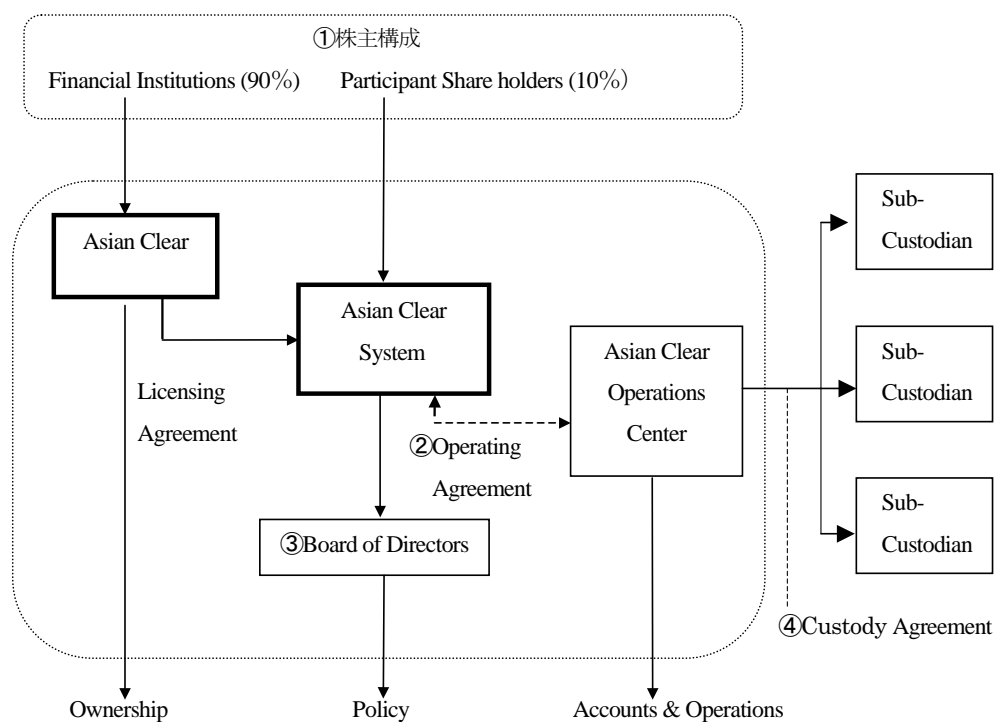 ①株主構成
Financial Institutions (90%)
Participant Share holders (10%)
Asian Clear
Asian Clear
System
Licensing
Agreement
②Operating
Agreement
Asian Clear
Operations
Center
③Board of Directors
Sub-
Custodian
Sub-
Custodian
Sub-
Custodian
④Custody Agreement
Ownership
Policy
Accounts & Operations